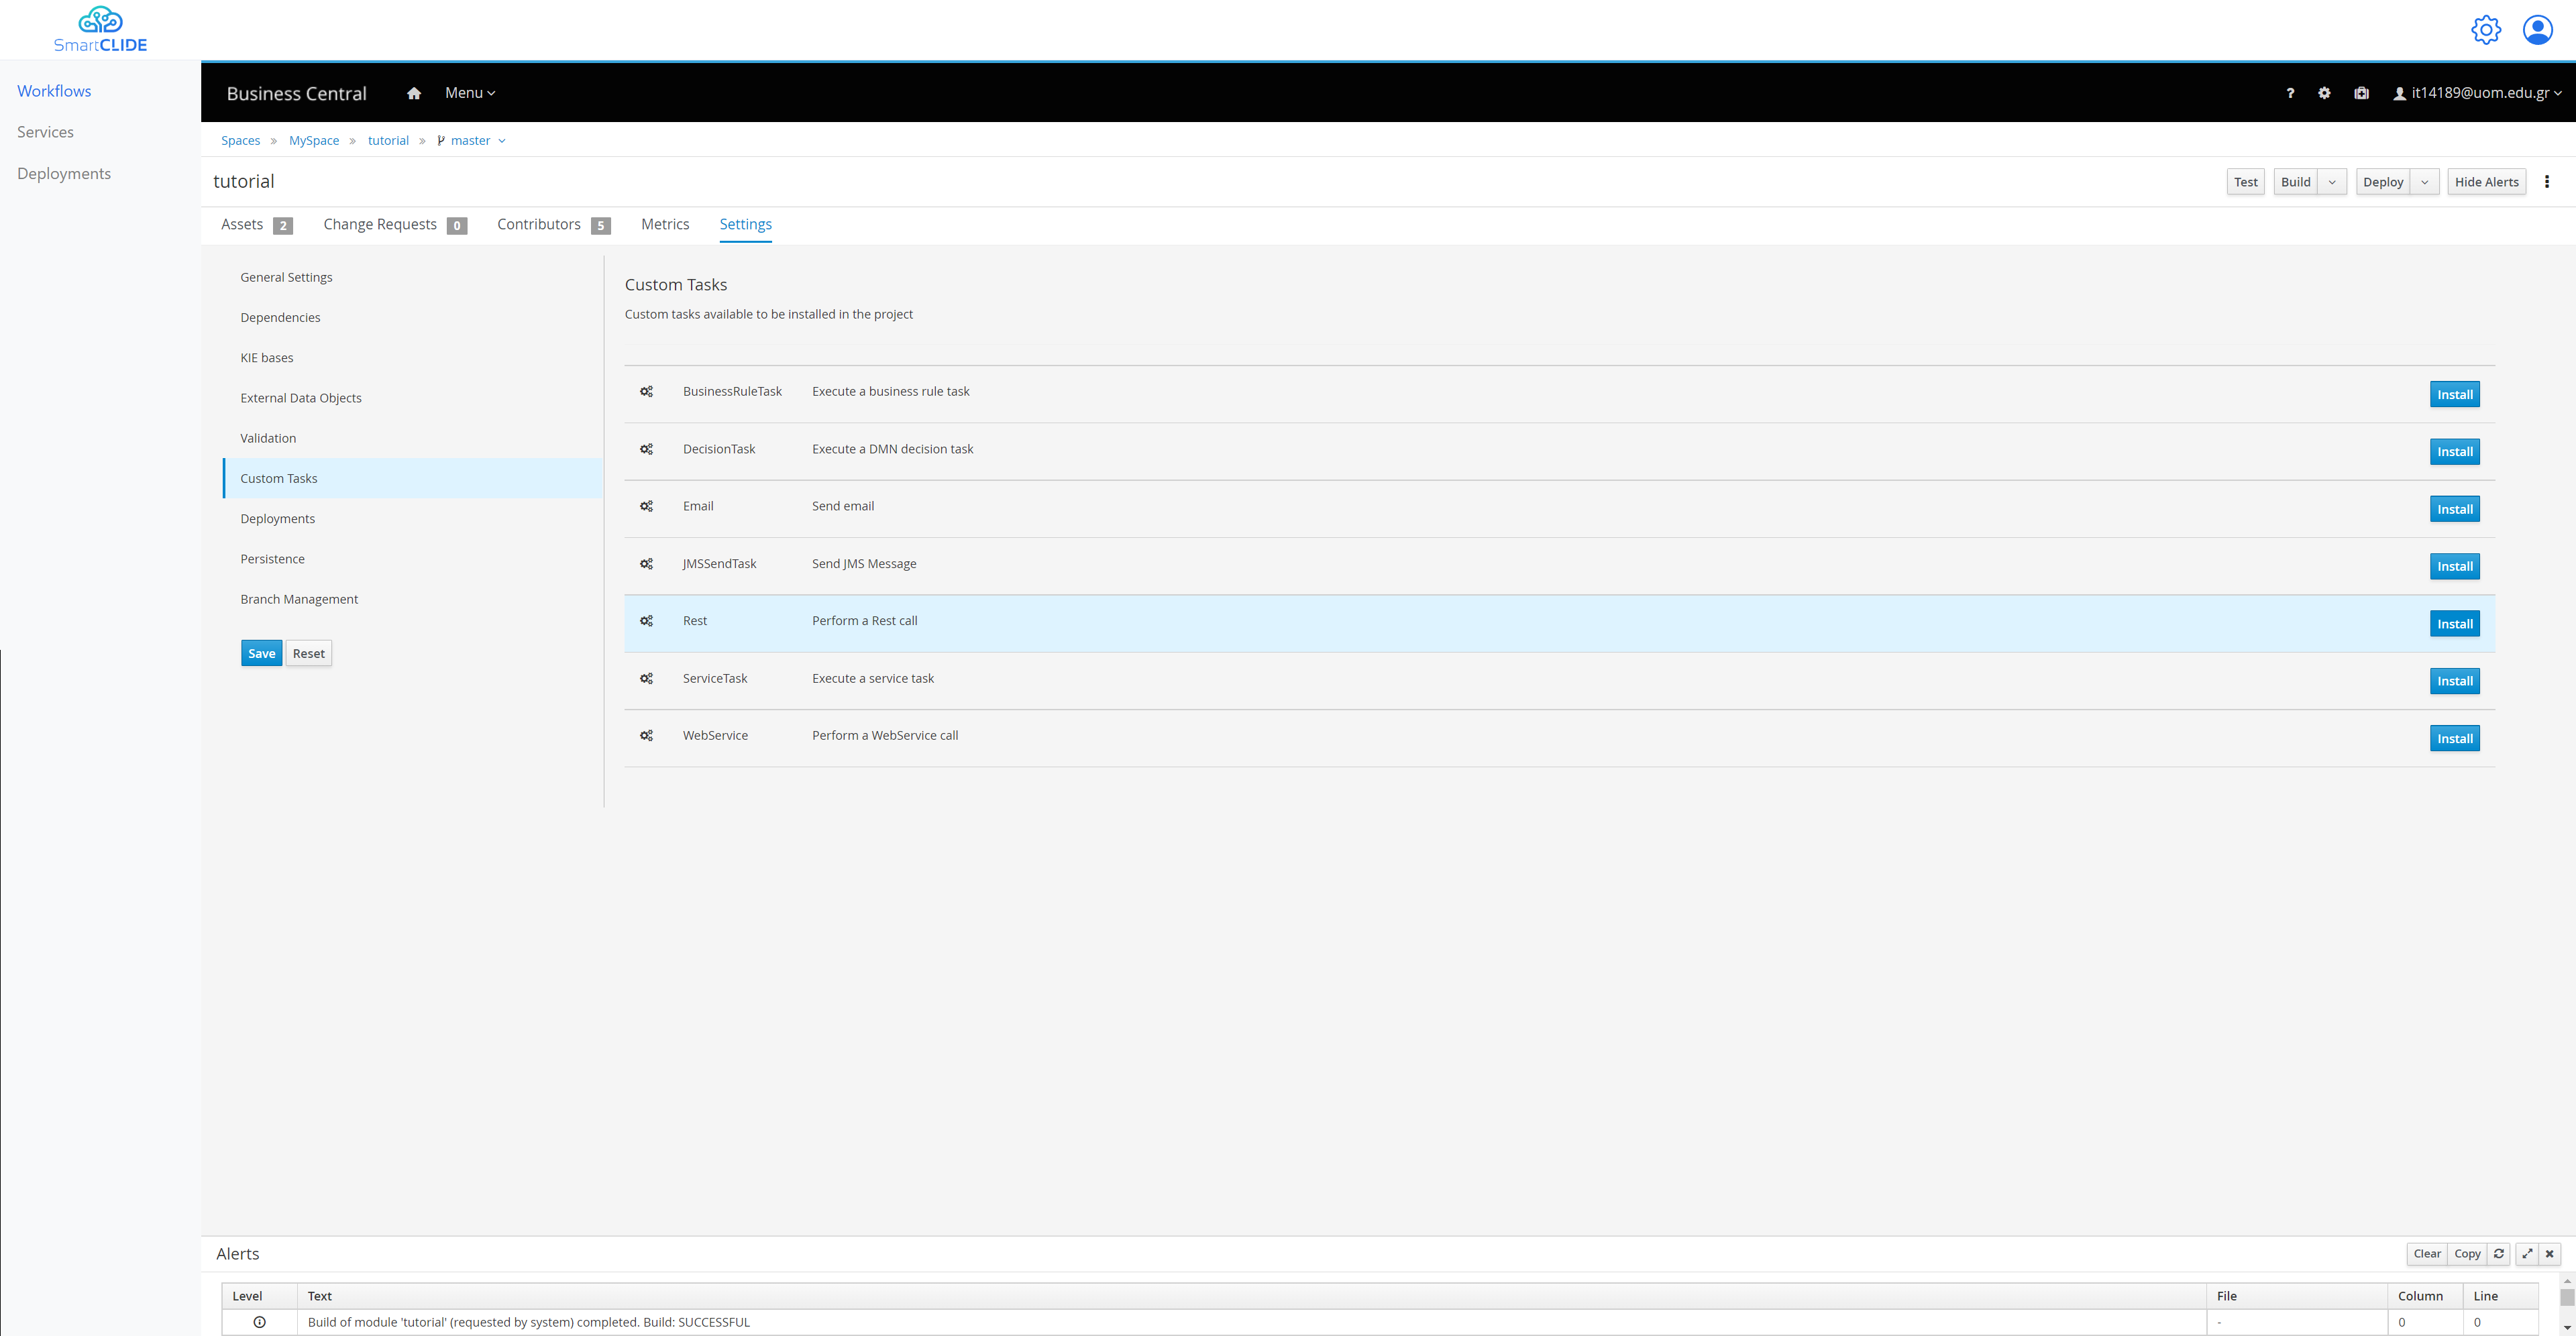 SmartCLIDE
Workflows
Services
Deployments
Business Central Menu ? it14189@uom.edu.gr
Spaces » MySpace » tutorial » master
tutorial
Test Build Deploy Hide Alerts
Assets 2 Change Requests 0 Contributors 5 Metrics Settings
General Settings
Dependencies
KIE bases
External Data Objects
Validation
Custom Tasks
Deployments
Persistence
Branch Management
Save Reset
Custom Tasks
Custom tasks available to be installed in the project
BusinessRuleTask Execute a business rule task Install
DecisionTask Execute a DMN decision task Install
Email Send email Install
JMSSendTask Send JMS Message Install
Rest Perform a Rest call Install
ServiceTask Execute a service task Install
WebService Perform a WebService call Install
Alerts Clear Copy
Level Text File Column Line
Build of module 'tutorial' (requested by system) completed. Build: SUCCESSFUL - 0 0